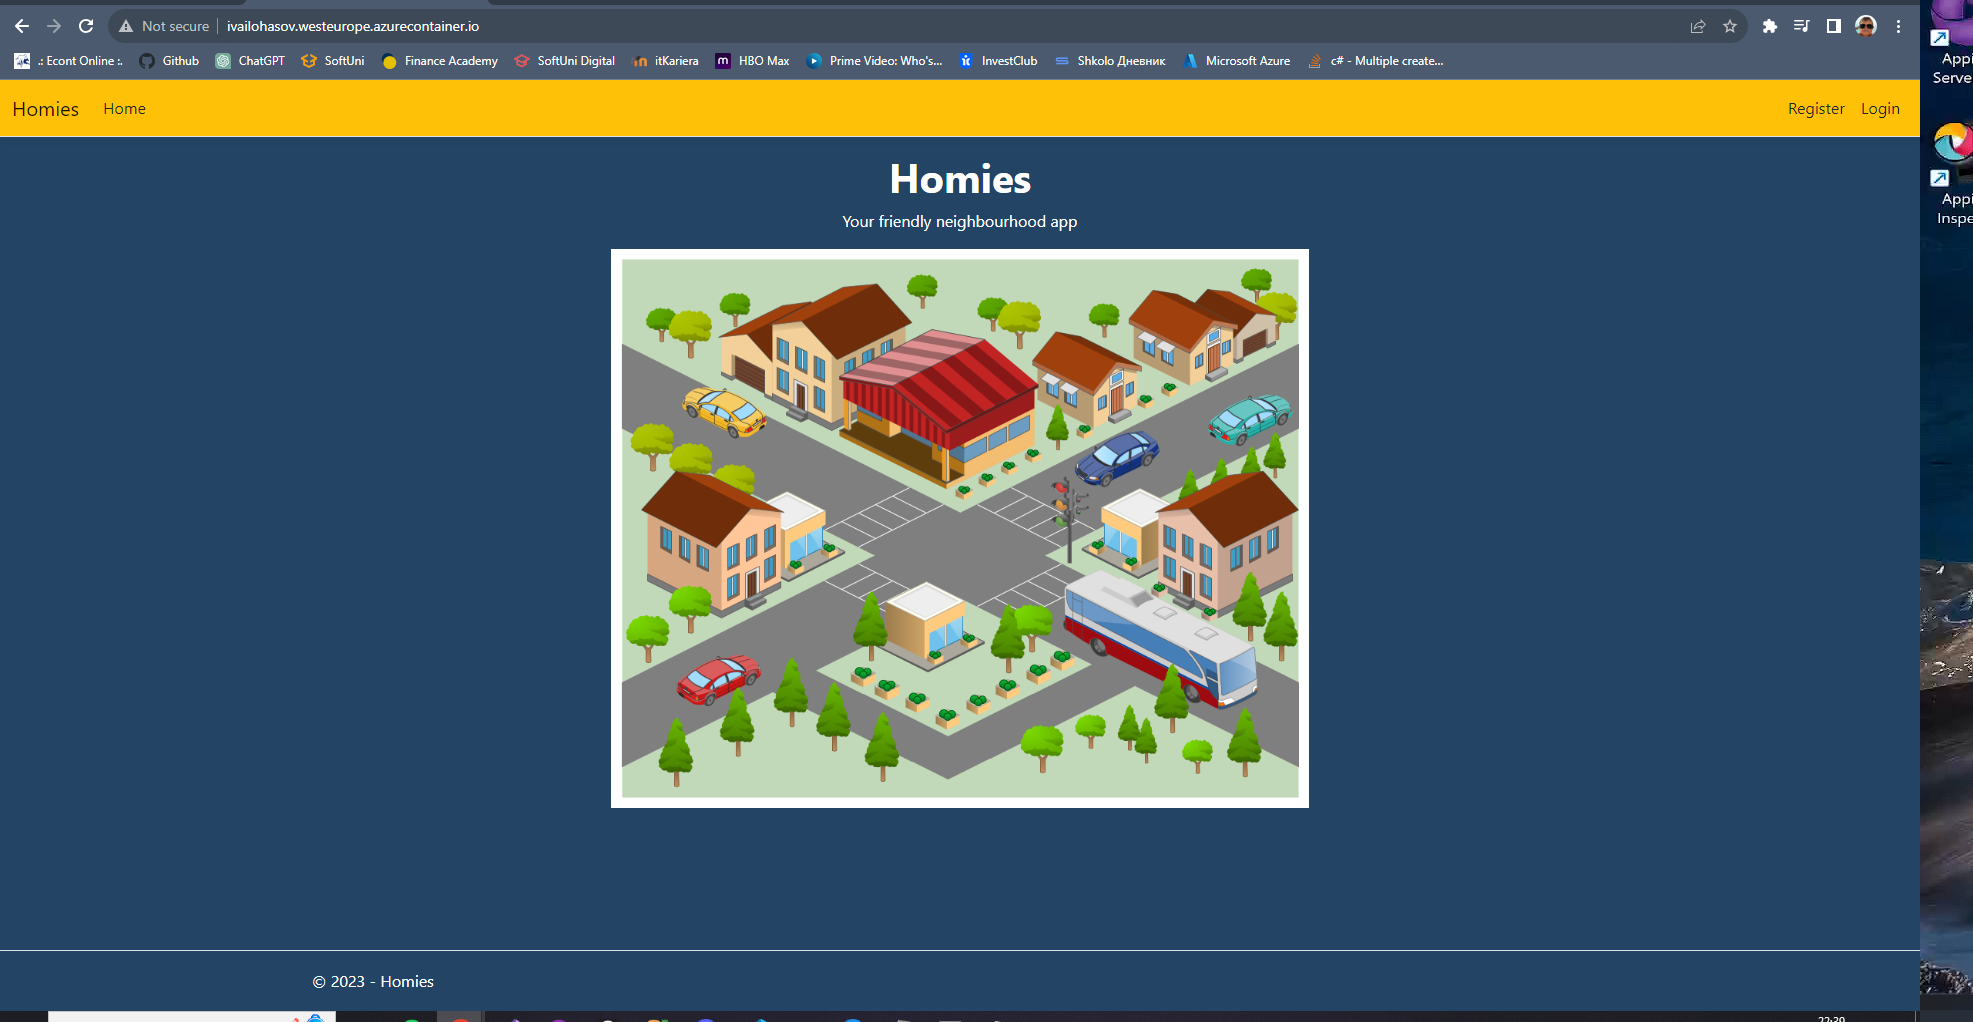 Not secure ivailohasov.westeurope.azurecontainer.io
.: Econt Online :. Github ChatGPT SoftUni Finance Academy SoftUni Digital itKariera HBO Max Prime Video: Who's... InvestClub Shkolo Дневник Microsoft Azure c# - Multiple create...
Homies Home Register Login
Homies
Your friendly neighbourhood app
© 2023 - Homies
Appi
Serve
Appi
Inspe